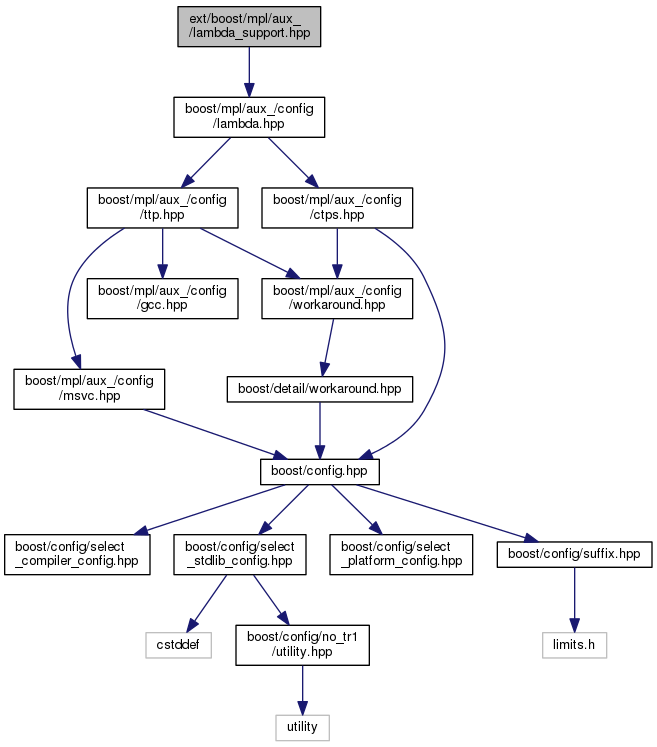 ext/boost/mpl/aux_
/lambda_support.hpp
boost/mpl/aux_/config
/lambda.hpp
boost/mpl/aux_/config
/ttp.hpp
boost/mpl/aux_/config
/ctps.hpp
boost/mpl/aux_/config
/gcc.hpp
boost/mpl/aux_/config
/workaround.hpp
boost/mpl/aux_/config
/msvc.hpp
boost/detail/workaround.hpp
boost/config.hpp
boost/config/select
_compiler_config.hpp
boost/config/select
_stdlib_config.hpp
boost/config/select
_platform_config.hpp
boost/config/suffix.hpp
cstddef
boost/config/no_tr1
/utility.hpp
limits.h
utility